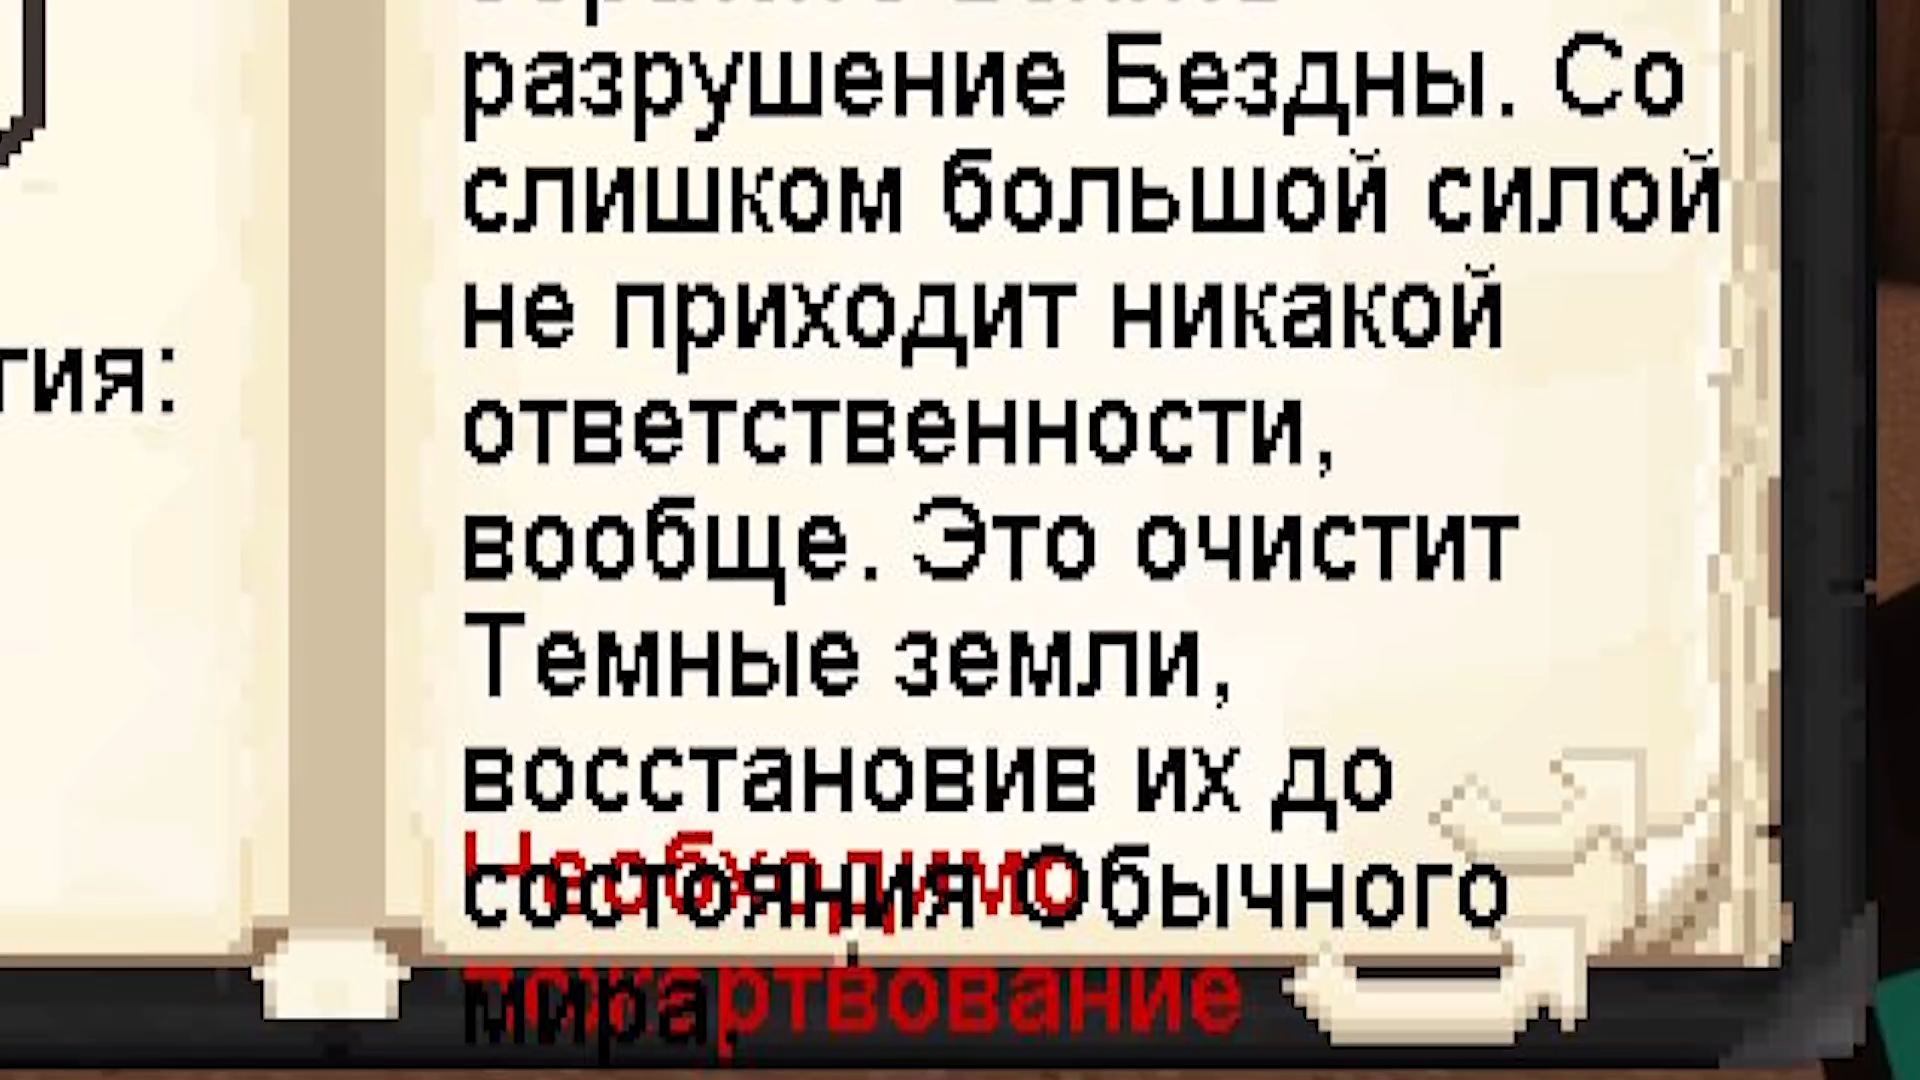 гия:
разрушение Бездны. Со
слишком большой силой
не приходит никакой
ответственности,
вообще. Это очистит
Темные земли,
восстановив их до
состояния Обычного
мира.
Необходимо
пожертвование